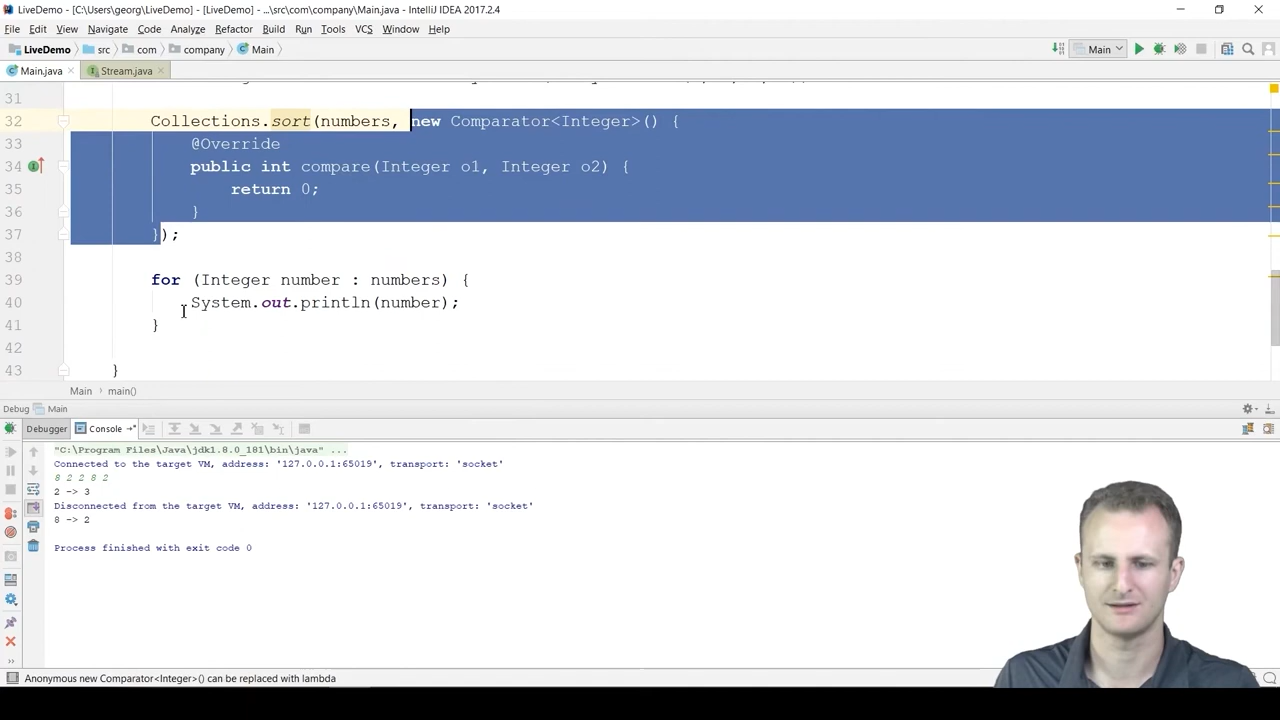 LiveDemo - [C:\Users\georg\LiveDemo] - [LiveDemo] - ...\src\com\company\Main.java - IntelliJ IDEA 2017.2.4
File Edit View Navigate Code Analyze Refactor Build Run Tools VCS Window Help
LiveDemo src com company Main Main
Main.java Stream.java
31
32 Collections.sort(numbers, new Comparator<Integer>() {
33 @Override
34 public int compare(Integer o1, Integer o2) {
35 return 0;
36 }
37 });
38
39 for (Integer number : numbers) {
40 System.out.println(number);
41 }
42
43 }
Main main()
Debug Main
Debugger Console
"C:\Program Files\Java\jdk1.8.0_181\bin\java" ...
Connected to the target VM, address: '127.0.0.1:65019', transport: 'socket'
8 2 2 8 2
2 -> 3
Disconnected from the target VM, address: '127.0.0.1:65019', transport: 'socket'
8 -> 2
Process finished with exit code 0
Anonymous new Comparator<Integer>() can be replaced with lambda